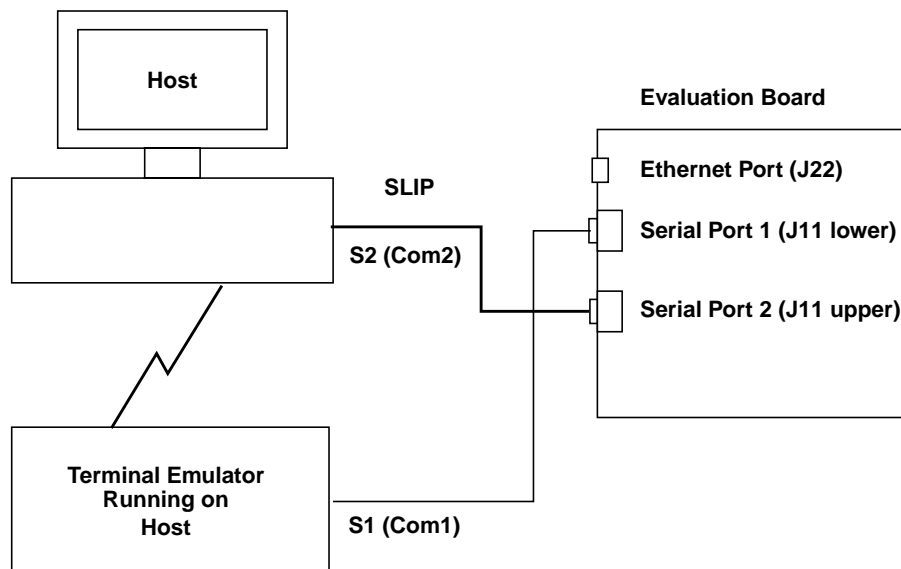 Host
Evaluation Board
Ethernet Port (J22)
SLIP
Serial Port 1 (J11 lower)
S2 (Com2)
Serial Port 2 (J11 upper)
Terminal Emulator
Running on
Host
S1 (Com1)